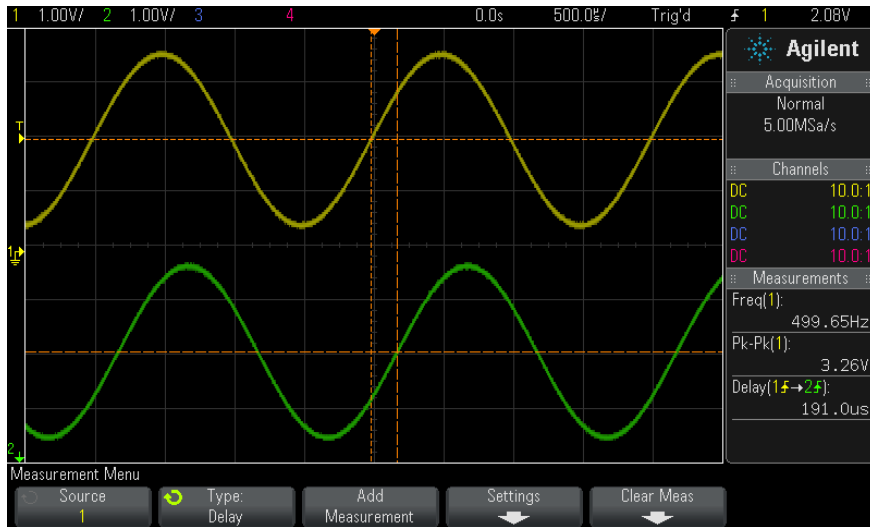 1 1.00V/ 2 1.00V/ 3 4 0.0s 500.0µ/ Trig'd 1 2.08V
Agilent
Acquisition
Normal
5.00MSa/s
Channels
DC 10.0:1
DC 10.0:1
DC 10.0:1
DC 10.0:1
Measurements
Freq(1):
499.65Hz
Pk-Pk(1):
3.26V
Delay(1→2):
191.0us
T
1
2
Measurement Menu
Source
1
Type:
Delay
Add
Measurement
Settings
Clear Meas